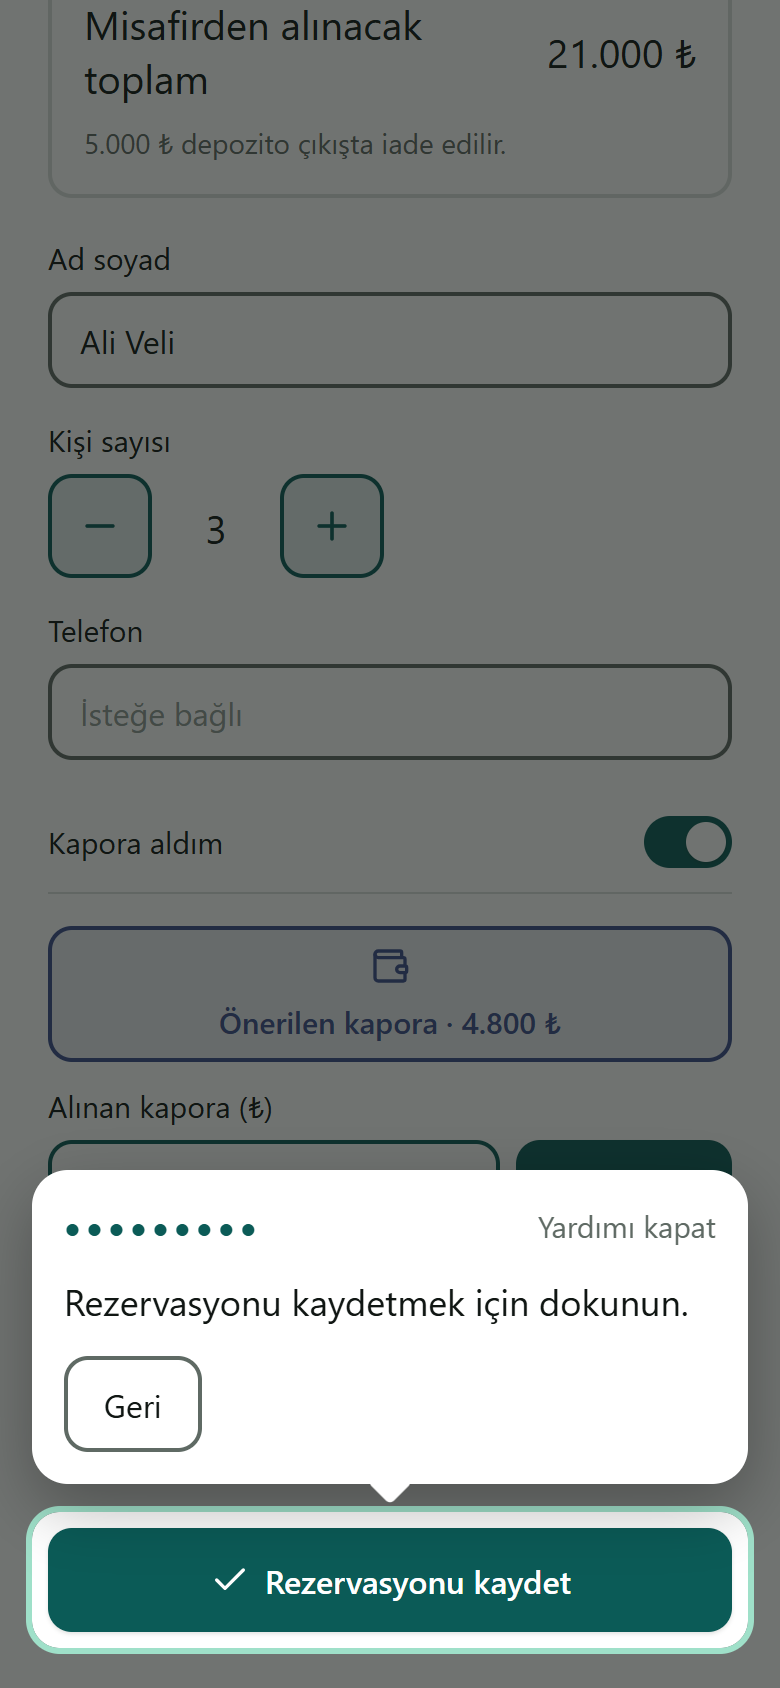 Misafirden alınacak
toplam
21.000 ₺
5.000 ₺ depozito çıkışta iade edilir.
Ad soyad
Ali Veli
Kişi sayısı
3
Telefon
İsteğe bağlı
Kapora aldım
Önerilen kapora · 4.800 ₺
Alınan kapora (₺)
Yardımı kapat
Rezervasyonu kaydetmek için dokunun.
Geri
Rezervasyonu kaydet